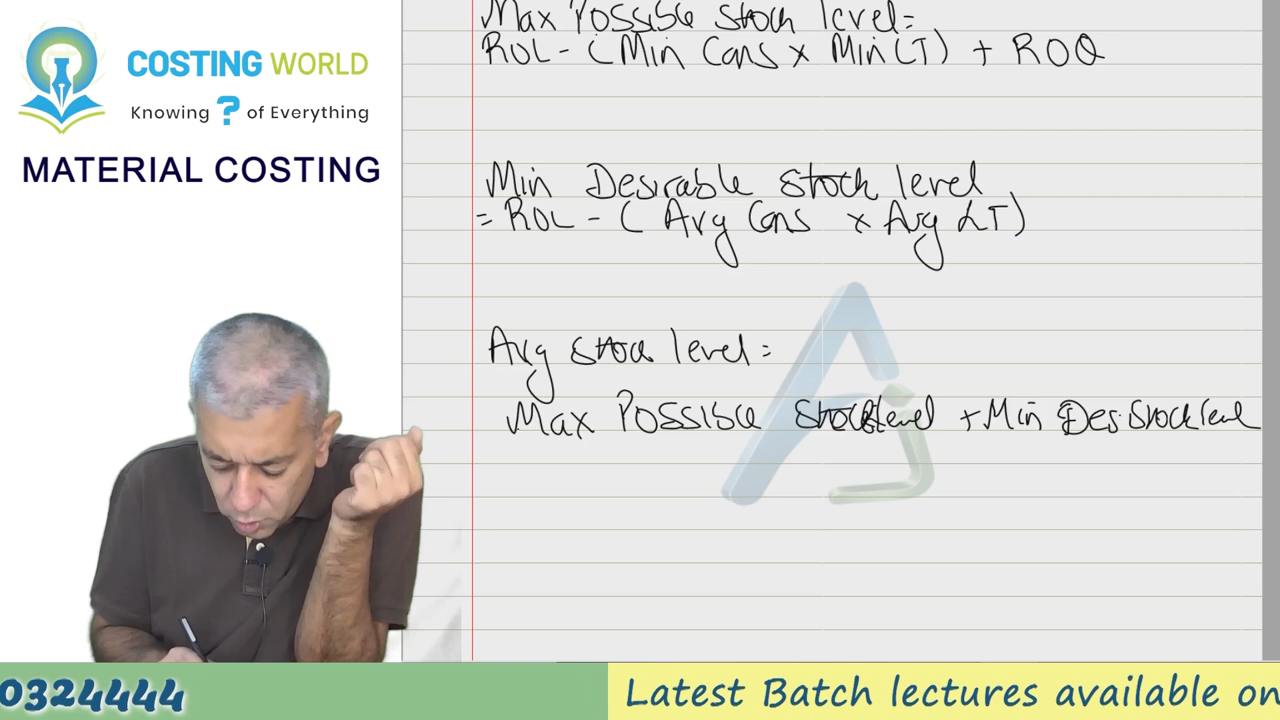 Max Possible stock level=
ROL - (Min Cons x Min LT) + ROQ
COSTING WORLD
Knowing ? of Everything
MATERIAL COSTING
Min Desirable stock level
= ROL - ( Avg Cons x Avg LT)
Avg stock level =
Max Possible Stock level + Min Des. Stock level
0324444
Latest Batch lectures available on